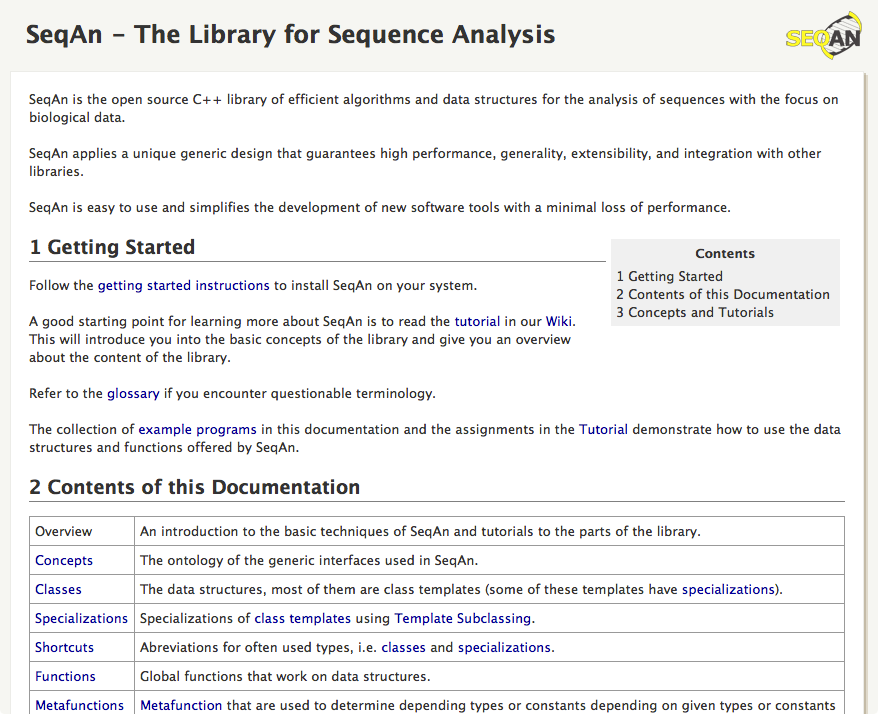 SeqAn – The Library for Sequence Analysis
SEQAN
SeqAn is the open source C++ library of efficient algorithms and data structures for the analysis of sequences with the focus on
biological data.
SeqAn applies a unique generic design that guarantees high performance, generality, extensibility, and integration with other
libraries.
SeqAn is easy to use and simplifies the development of new software tools with a minimal loss of performance.
1 Getting Started
Follow the getting started instructions to install SeqAn on your system.
A good starting point for learning more about SeqAn is to read the tutorial in our Wiki.
This will introduce you into the basic concepts of the library and give you an overview
about the content of the library.
Refer to the glossary if you encounter questionable terminology.
Contents
1 Getting Started
2 Contents of this Documentation
3 Concepts and Tutorials
The collection of example programs in this documentation and the assignments in the Tutorial demonstrate how to use the data
structures and functions offered by SeqAn.
2 Contents of this Documentation
Overview An introduction to the basic techniques of SeqAn and tutorials to the parts of the library.
Concepts The ontology of the generic interfaces used in SeqAn.
Classes The data structures, most of them are class templates (some of these templates have specializations).
Specializations Specializations of class templates using Template Subclassing.
Shortcuts Abreviations for often used types, i.e. classes and specializations.
Functions Global functions that work on data structures.
Metafunctions Metafunction that are used to determine depending types or constants depending on given types or constants